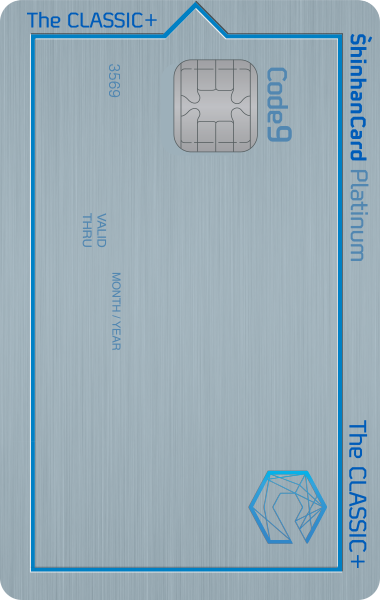 The CLASSIC+
ShinhanCard Platinum
Code9
3569
VALID
THRU
MONTH / YEAR
The CLASSIC+